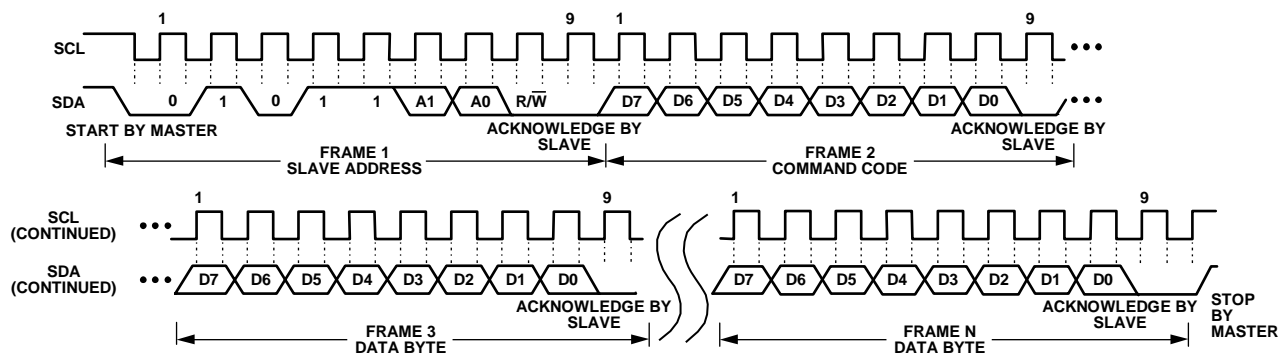 1 9 1 9
SCL
SDA 0 1 0 1 1 A1 A0 R/W̅ D7 D6 D5 D4 D3 D2 D1 D0
START BY MASTER ACKNOWLEDGE BY SLAVE ACKNOWLEDGE BY SLAVE
FRAME 1 SLAVE ADDRESS FRAME 2 COMMAND CODE
1 9 1 9
SCL (CONTINUED)
SDA (CONTINUED) D7 D6 D5 D4 D3 D2 D1 D0 D7 D6 D5 D4 D3 D2 D1 D0
ACKNOWLEDGE BY SLAVE ACKNOWLEDGE BY SLAVE STOP BY MASTER
FRAME 3 DATA BYTE FRAME N DATA BYTE